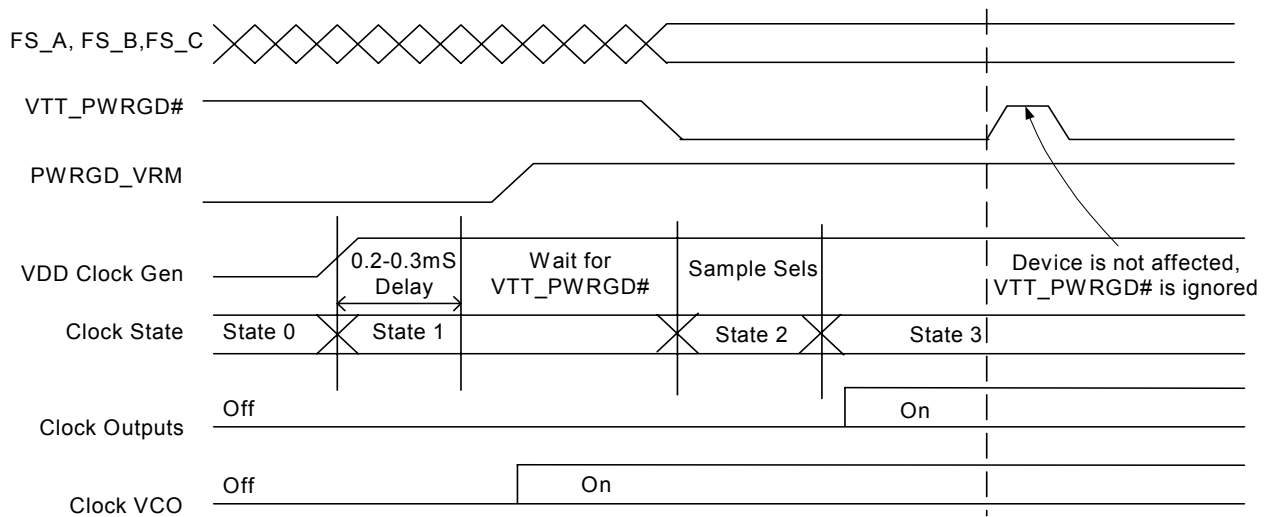 FS_A, FS_B,FS_C
VTT_PWRGD#
PWRGD_VRM
VDD Clock Gen
0.2-0.3mS
Delay
Wait for
VTT_PWRGD#
Sample Sels
Device is not affected,
VTT_PWRGD# is ignored
Clock State
State 0
State 1
State 2
State 3
Clock Outputs
Off
On
Clock VCO
Off
On